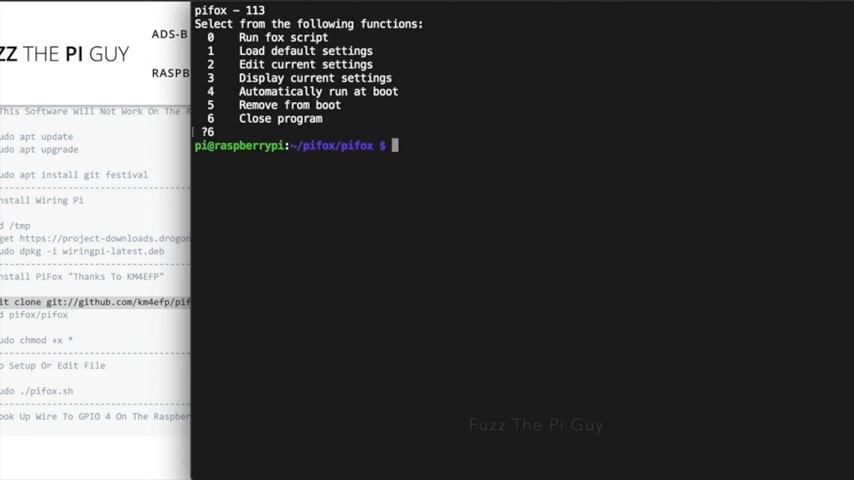 ZZ THE PI GUY
ADS-B
RASPB
This Software Will Not Work On The R
udo apt update
udo apt upgrade
udo apt install git festival
nstall Wiring Pi
d /tmp
get https://project-downloads.drogon
udo dpkg -i wiringpi-latest.deb
nstall PiFox "Thanks To KM4EFP"
it clone git://github.com/km4efp/pif
d pifox/pifox
udo chmod +x *
o Setup Or Edit File
udo ./pifox.sh
ook Up Wire To GPIO 4 On The Raspber
pifox - 113
Select from the following functions:
0 Run fox script
1 Load default settings
2 Edit current settings
3 Display current settings
4 Automatically run at boot
5 Remove from boot
6 Close program
?6
pi@raspberrypi:~/pifox/pifox $
Fuzz The Pi Guy